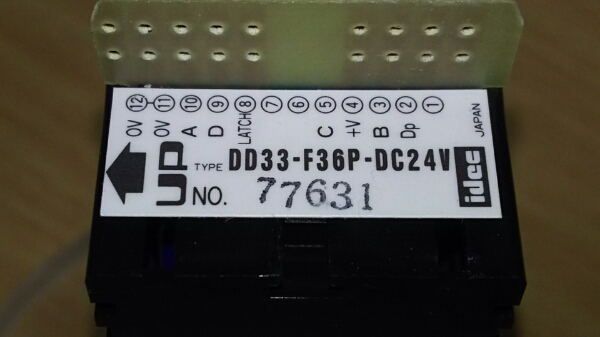 ⑫ ⑪ ⑩ ⑨ ⑧ ⑦ ⑥ ⑤ ④ ③ ② ①
0V 0V A D LATCH C +V B Dp
UP TYPE DD33-F36P-DC24V
NO. 77631
idec JAPAN